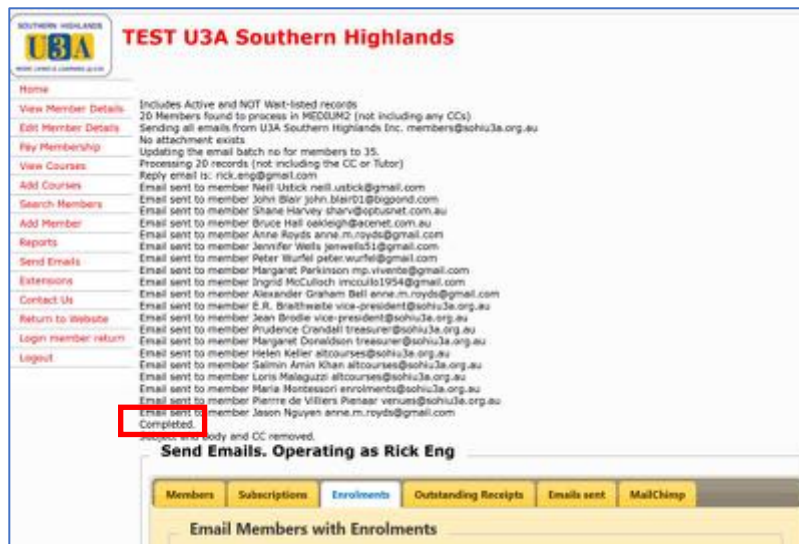 SOUTHERN HIGHLANDS
U3A
TEST U3A Southern Highlands
Home
View Member Details
Edit Member Details
Pay Membership
View Courses
Add Courses
Search Members
Add Member
Reports
Send Emails
Extensions
Contact Us
Return to Website
Login member return
Logout
Includes Active and NOT Wait-listed records
20 Members found to process in MEDIUM2 (not including any CCs)
Sending all emails from U3A Southern Highlands Inc. members@sohiu3a.org.au
No attachment exists
Updating the email batch no for members to 35.
Processing 20 records (not including the CC or Tutor)
Reply email is: rick.eng@gmail.com
Email sent to member Neill Ustick neill.ustick@gmail.com
Email sent to member John Blair john.blair01@bigpond.com
Email sent to member Shane Harvey sharv@optusnet.com.au
Email sent to member Bruce Hall oakleigh@acenet.com.au
Email sent to member Anne Royds anne.m.royds@gmail.com
Email sent to member Jennifer Wells jenwells51@gmail.com
Email sent to member Peter Wurfel peter.wurfel@gmail.com
Email sent to member Margaret Parkinson mp.vivente@gmail.com
Email sent to member Ingrid McCulloch imccullo1954@gmail.com
Email sent to member Alexander Graham Bell anne.m.royds@gmail.com
Email sent to member E.R. Braithwaite vice-president@sohiu3a.org.au
Email sent to member Jean Brodie vice-president@sohiu3a.org.au
Email sent to member Prudence Crandall treasurer@sohiu3a.org.au
Email sent to member Margaret Donaldson treasurer@sohiu3a.org.au
Email sent to member Helen Keller altcourses@sohiu3a.org.au
Email sent to member Salmin Amin Khan altcourses@sohiu3a.org.au
Email sent to member Loris Malaguzzi altcourses@sohiu3a.org.au
Email sent to member Maria Montessori enrolments@sohiu3a.org.au
Email sent to member Pierrre de Villiers Pienaar venues@sohiu3a.org.au
Email sent to member Jason Nguyen anne.m.royds@gmail.com
Completed.
Subject and body and CC removed.
Send Emails. Operating as Rick Eng
Members Subscriptions Enrolments Outstanding Receipts Emails sent MailChimp
Email Members with Enrolments